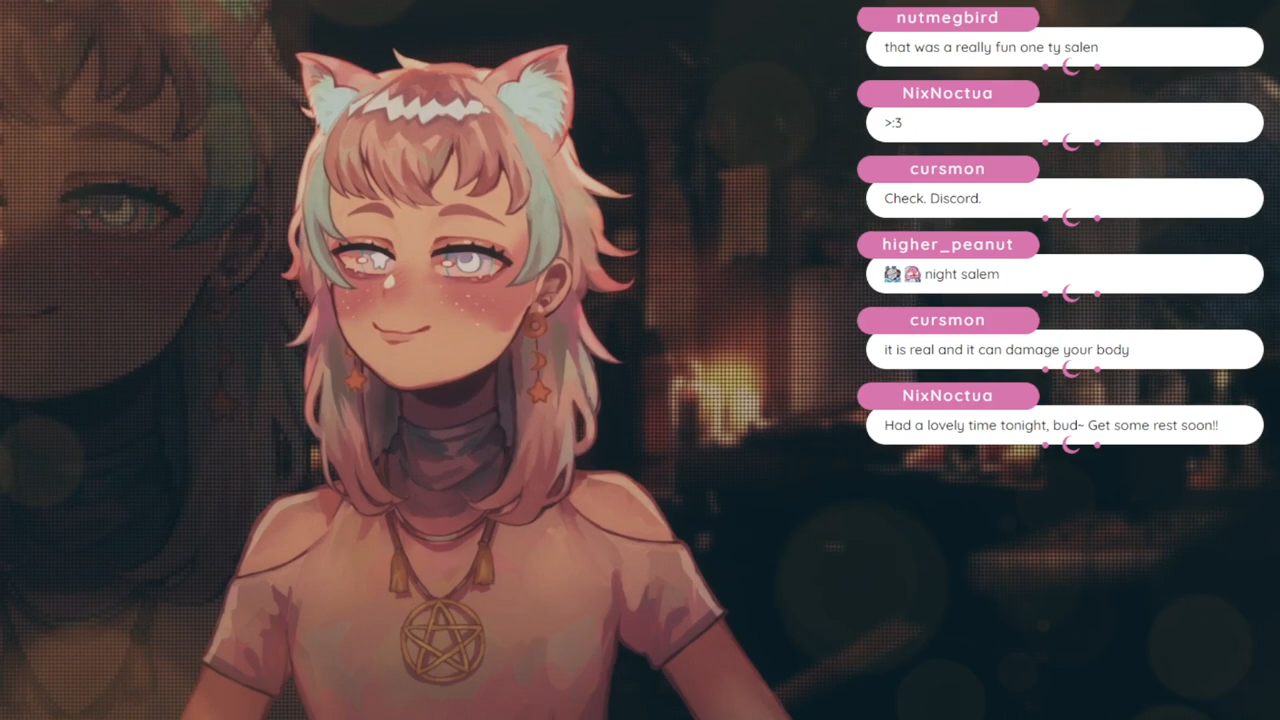 nutmegbird
that was a really fun one ty salen
NixNoctua
>:3
cursmon
Check. Discord.
higher_peanut
night salem
cursmon
it is real and it can damage your body
NixNoctua
Had a lovely time tonight, bud~ Get some rest soon!!